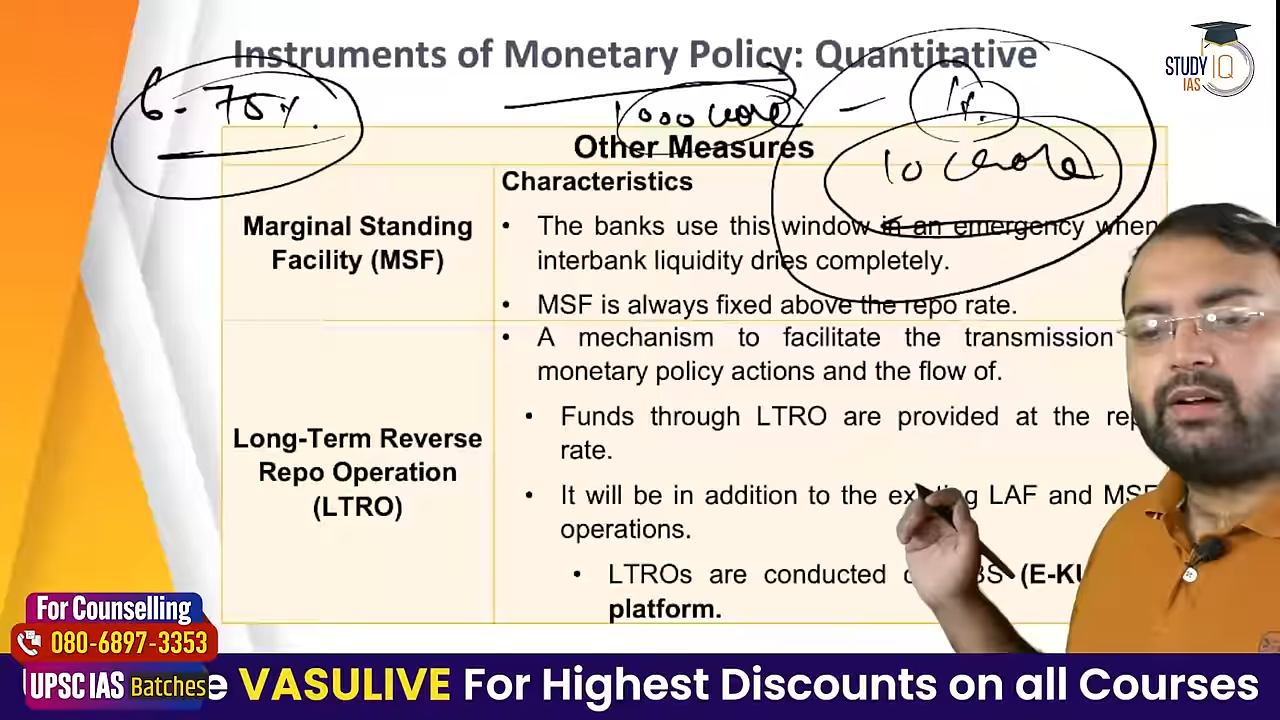 Instruments of Monetary Policy: Quantitative
STUDY IQ
IAS
6.75%.
1000 crore
1%.
10 crore
Other Measures
Marginal Standing
Facility (MSF)
Characteristics
• The banks use this window in an emergency when
interbank liquidity dries completely.
• MSF is always fixed above the repo rate.
Long-Term Reverse
Repo Operation
(LTRO)
• A mechanism to facilitate the transmission
monetary policy actions and the flow of.
• Funds through LTRO are provided at the
rate.
• It will be in addition to the existing LAF and MSF
operations.
• LTROs are conducted
platform.
For Counselling
080-6897-3353
UPSC IAS Batches
VASULIVE For Highest Discounts on all Courses